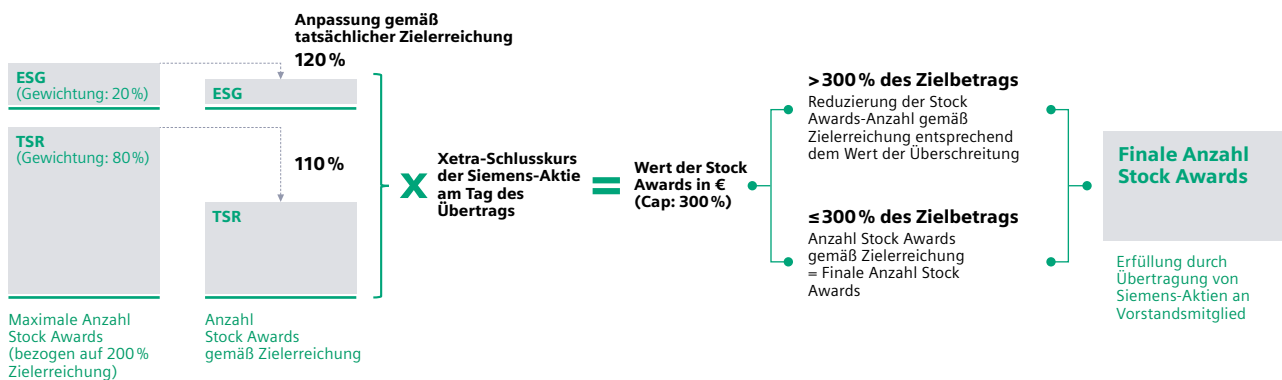 Anpassung gemäß
tatsächlicher Zielerreichung
120 %
ESG
(Gewichtung: 20 %)
ESG
TSR
(Gewichtung: 80 %)
110 %
TSR
Maximale Anzahl
Stock Awards
(bezogen auf 200 %
Zielerreichung)
Anzahl
Stock Awards
gemäß Zielerreichung
x
Xetra-Schlusskurs
der Siemens-Aktie
am Tag des
Übertrags
=
Wert der Stock
Awards in €
(Cap: 300 %)
> 300 % des Zielbetrags
Reduzierung der Stock
Awards-Anzahl gemäß
Zielerreichung entsprechend
dem Wert der Überschreitung
≤ 300 % des Zielbetrags
Anzahl Stock Awards
gemäß Zielerreichung
= Finale Anzahl Stock
Awards
Finale Anzahl
Stock Awards
Erfüllung durch
Übertragung von
Siemens-Aktien an
Vorstandsmitglied